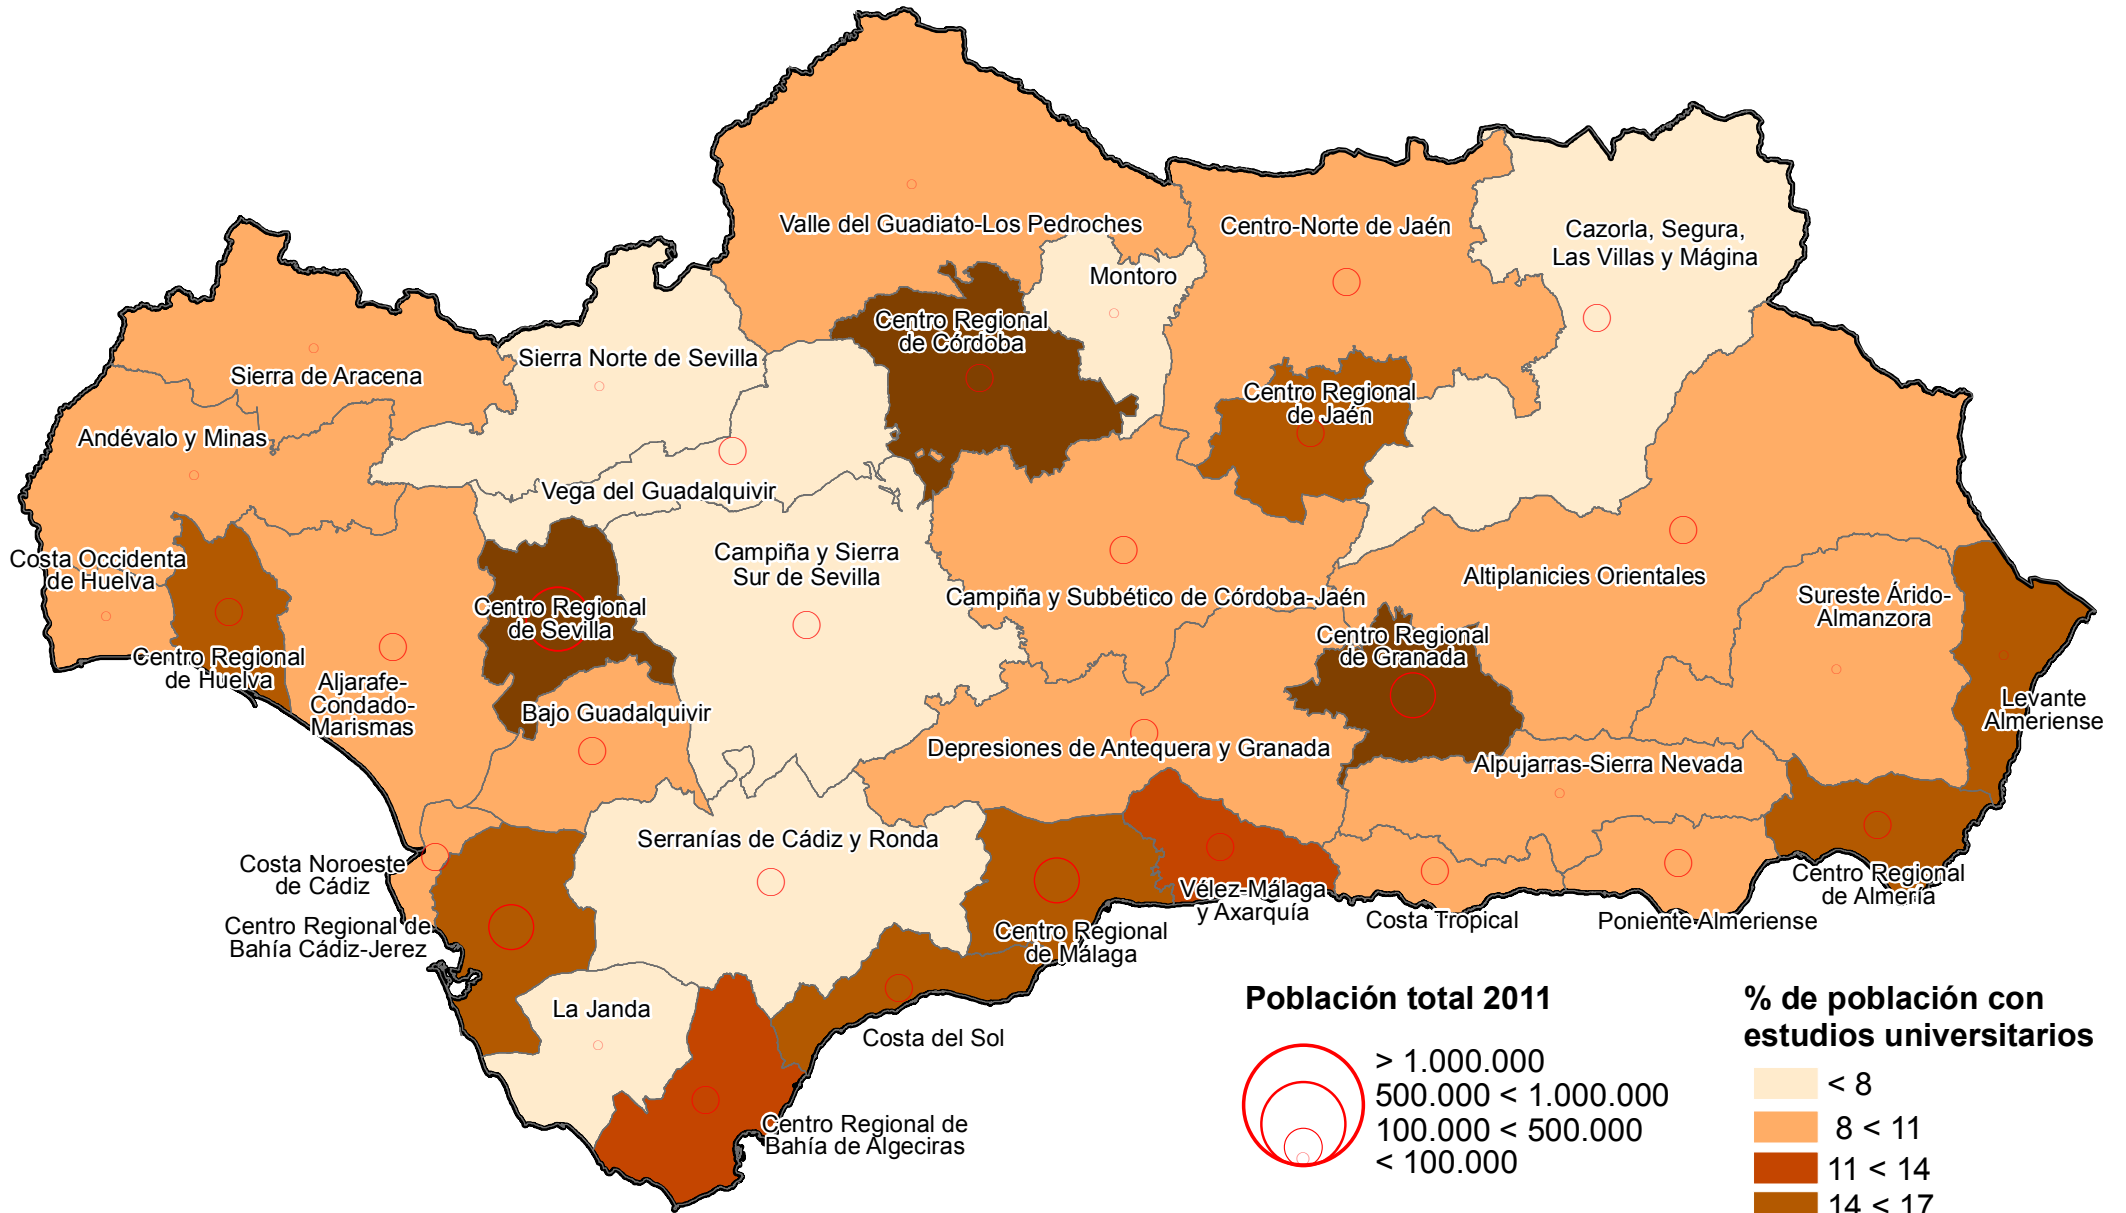 Valle del Guadiato-Los Pedroches
Centro-Norte de Jaén
Cazorla, Segura,
Las Villas y Mágina
Montoro
Centro Regional
de Córdoba
Sierra Norte de Sevilla
Sierra de Aracena
Centro Regional
de Jaén
Andévalo y Minas
Vega del Guadalquivir
Costa Occidenta
de Huelva
Campiña y Sierra
Sur de Sevilla
Campiña y Subbético de Córdoba-Jaén
Altiplanicies Orientales
Sureste Árido-
Almanzora
Centro Regional
de Sevilla
Centro Regional
de Granada
Centro Regional
de Huelva
Aljarafe-
Condado-
Marismas
Bajo Guadalquivir
Levante
Almeriense
Depresiones de Antequera y Granada
Alpujarras-Sierra Nevada
Serranías de Cádiz y Ronda
Costa Noroeste
de Cádiz
Vélez-Málaga
y Axarquía
Centro Regional
de Almería
Costa Tropical
Poniente Almeriense
Centro Regional de
Bahía Cádiz-Jerez
Centro Regional
de Málaga
La Janda
Costa del Sol
Centro Regional de
Bahía de Algeciras
Población total 2011
> 1.000.000
500.000 < 1.000.000
100.000 < 500.000
< 100.000
% de población con
estudios universitarios
< 8
8 < 11
11 < 14
14 < 17